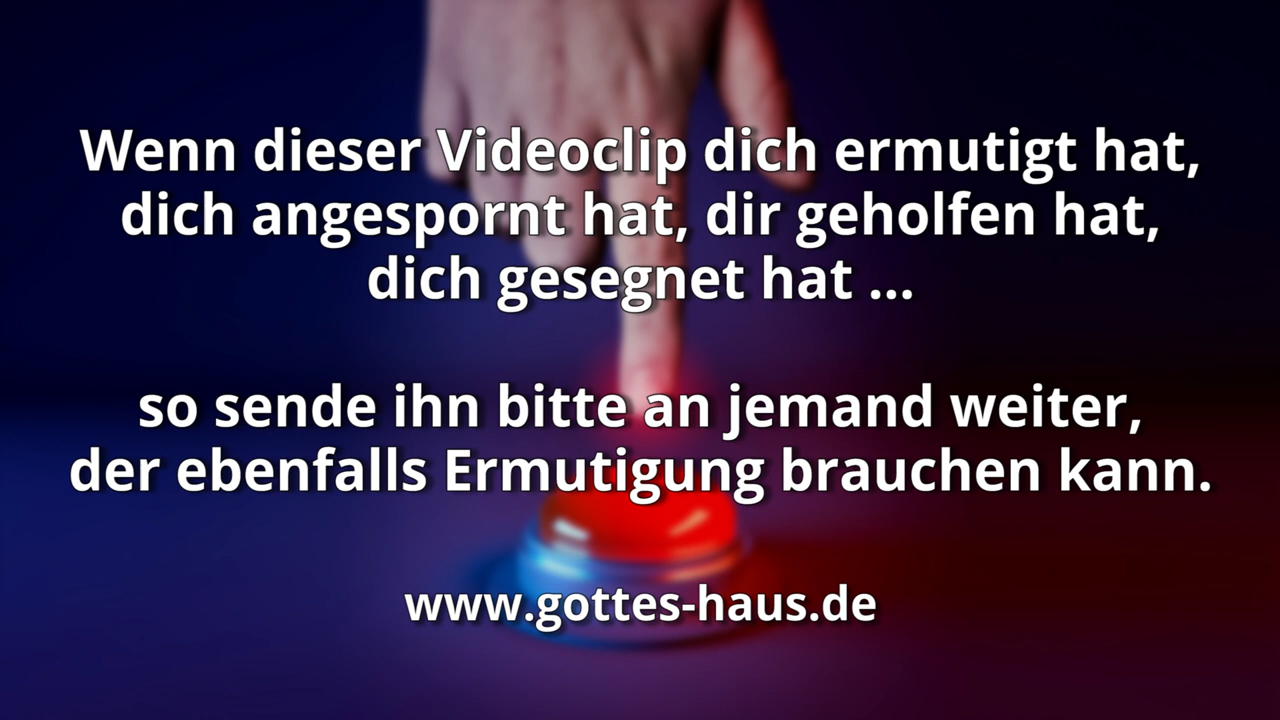 Wenn dieser Videoclip dich ermutigt hat,
dich angespornt hat, dir geholfen hat,
dich gesegnet hat ...
so sende ihn bitte an jemand weiter,
der ebenfalls Ermutigung brauchen kann.
www.gottes-haus.de